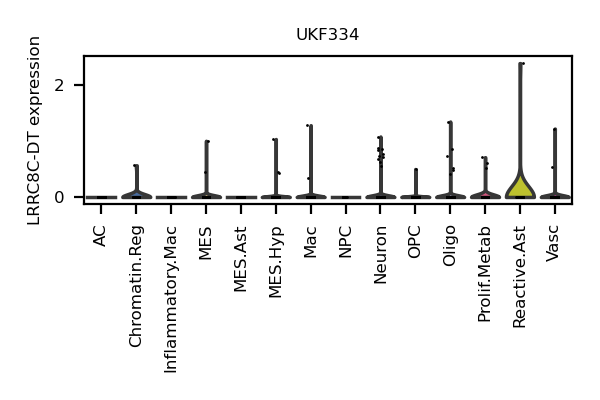 UKF334
LRRC8C-DT expression
2
0
AC
Chromatin.Reg
Inflammatory.Mac
MES
MES.Ast
MES.Hyp
Mac
NPC
Neuron
OPC
Oligo
Prolif.Metab
Reactive.Ast
Vasc